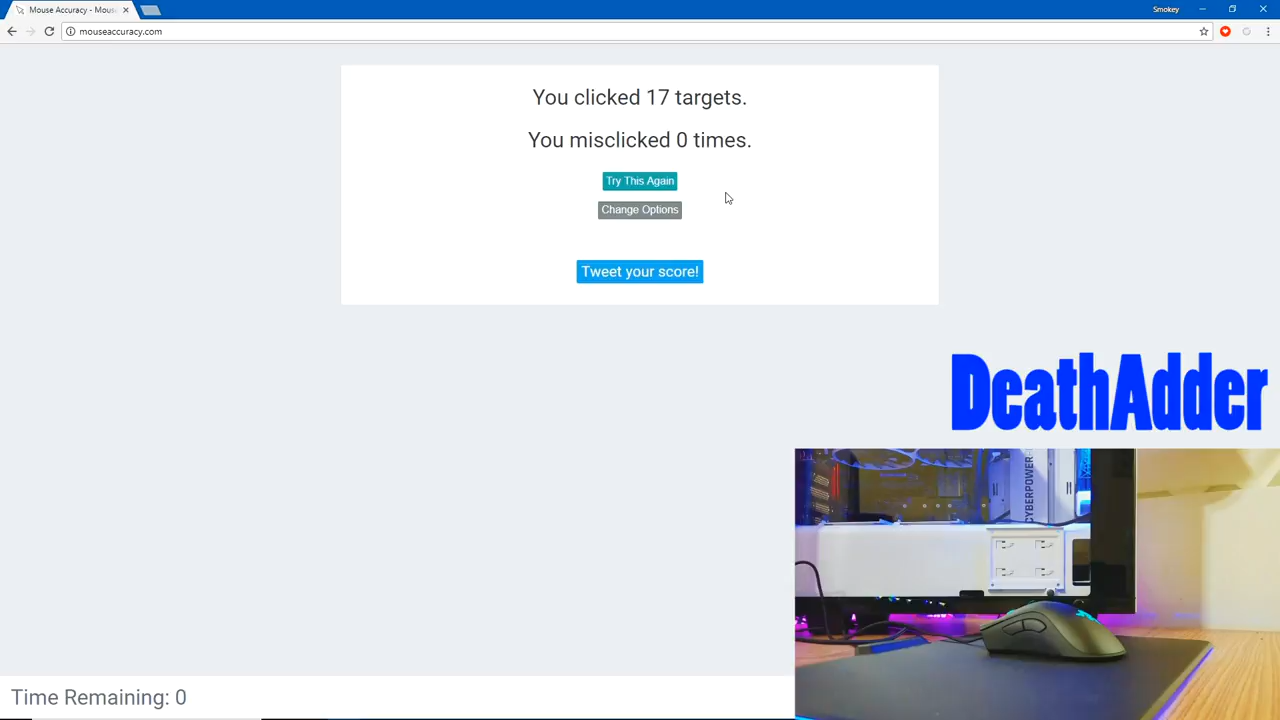 Mouse Accuracy - Mous
Smokey
mouseaccuracy.com
You clicked 17 targets.
You misclicked 0 times.
Try This Again
Change Options
Tweet your score!
DeathAdder
CYBERPOWER
Time Remaining: 0